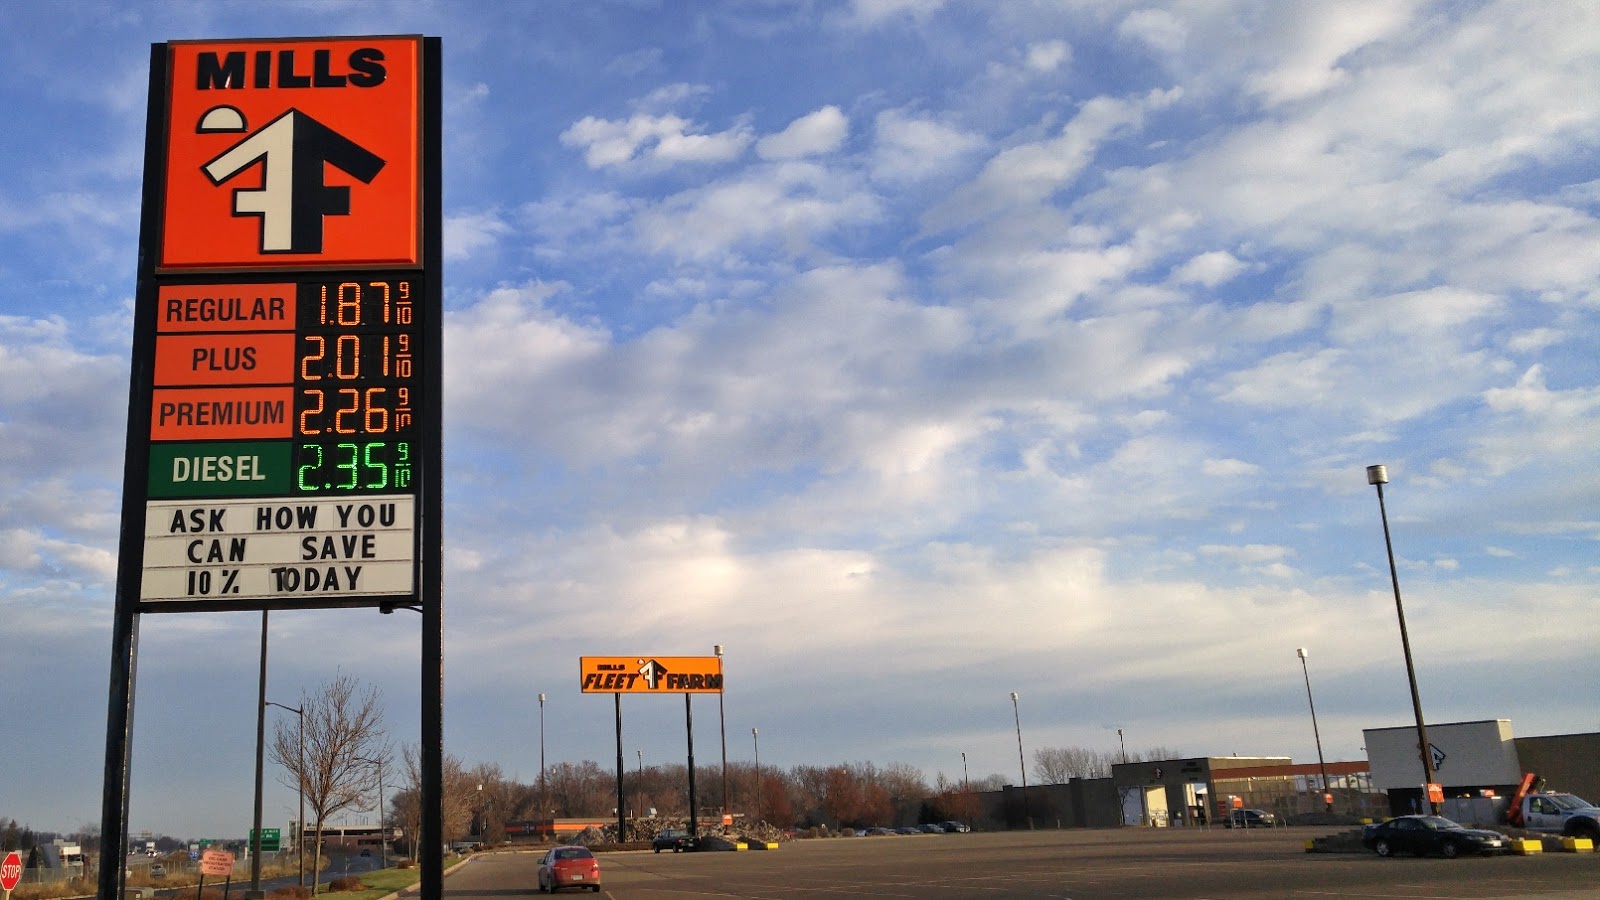 MILLS
FF
REGULAR 1.87 9/10
PLUS 2.01 9/10
PREMIUM 2.26 9/10
DIESEL 2.35 9/10
ASK HOW YOU
CAN SAVE
10% TODAY
MILLS
FLEET FARM
STOP